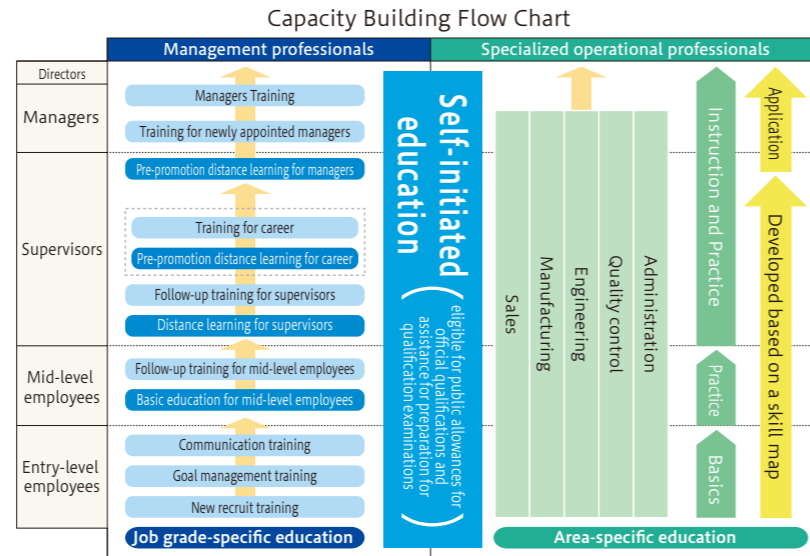 Capacity Building Flow Chart
Management professionals
Specialized operational professionals
Directors
Managers
Supervisors
Mid-level
employees
Entry-level
employees
Managers Training
Training for newly appointed managers
Pre-promotion distance learning for managers
Training for career
Pre-promotion distance learning for career
Follow-up training for supervisors
Distance learning for supervisors
Follow-up training for mid-level employees
Basic education for mid-level employees
Communication training
Goal management training
New recruit training
Job grade-specific education
Self-initiated
education
(eligible for public allowances for
official qualifications and
assistance for preparation for
qualification examinations)
Sales
Manufacturing
Engineering
Quality control
Administration
Instruction and Practice
Practice
Basics
Application
Developed based on a skill map
Area-specific education